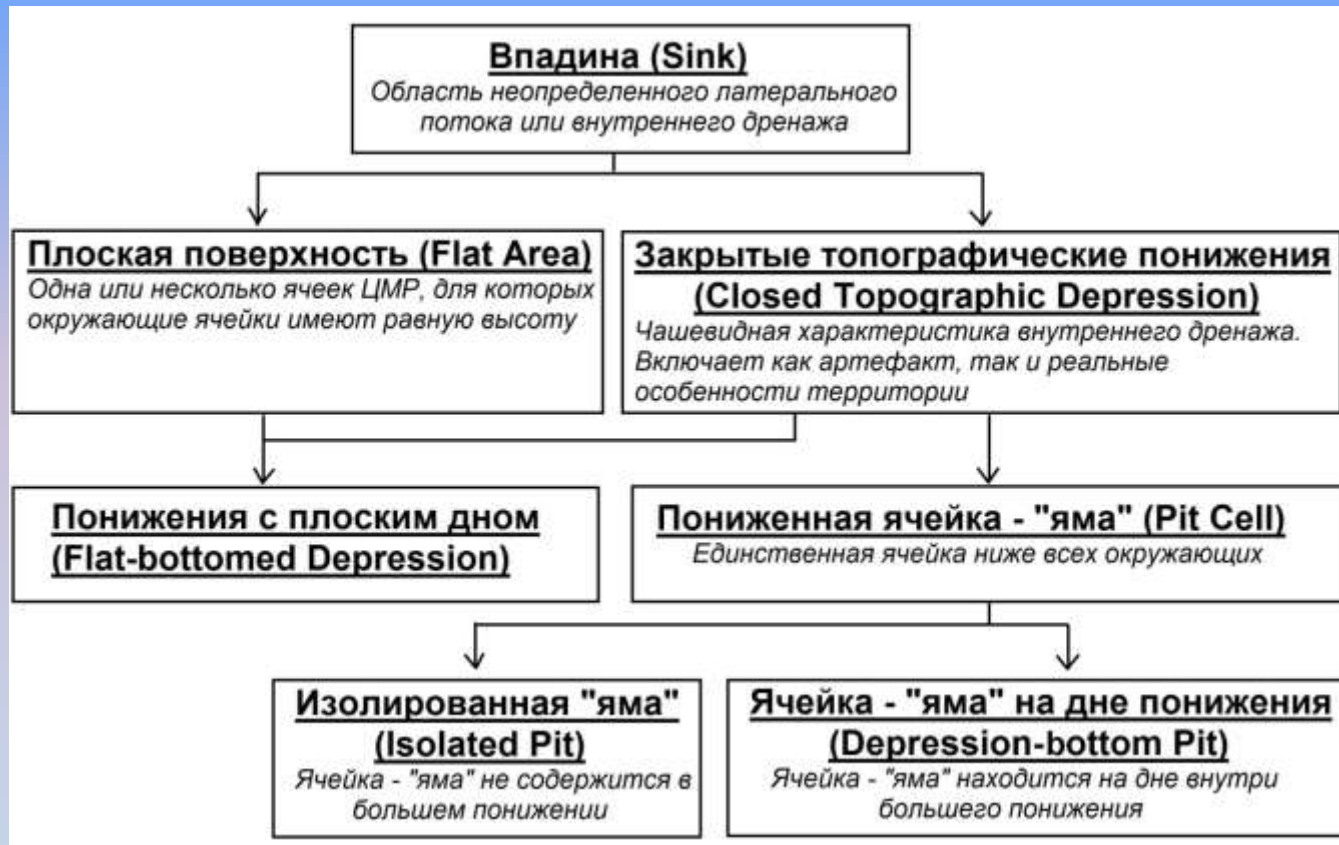 Впадина (Sink)
Область неопределенного латерального
потока или внутреннего дренажа
Плоская поверхность (Flat Area)
Одна или несколько ячеек ЦМР, для которых
окружающие ячейки имеют равную высоту
Закрытые топографические понижения
(Closed Topographic Depression)
Чашевидная характеристика внутреннего дренажа.
Включает как артефакт, так и реальные
особенности территории
Понижения с плоским дном
(Flat-bottomed Depression)
Пониженная ячейка - "яма" (Pit Cell)
Единственная ячейка ниже всех окружающих
Изолированная "яма"
(Isolated Pit)
Ячейка - "яма" не содержится в
большем понижении
Ячейка - "яма" на дне понижения
(Depression-bottom Pit)
Ячейка - "яма" находится на дне внутри
большего понижения